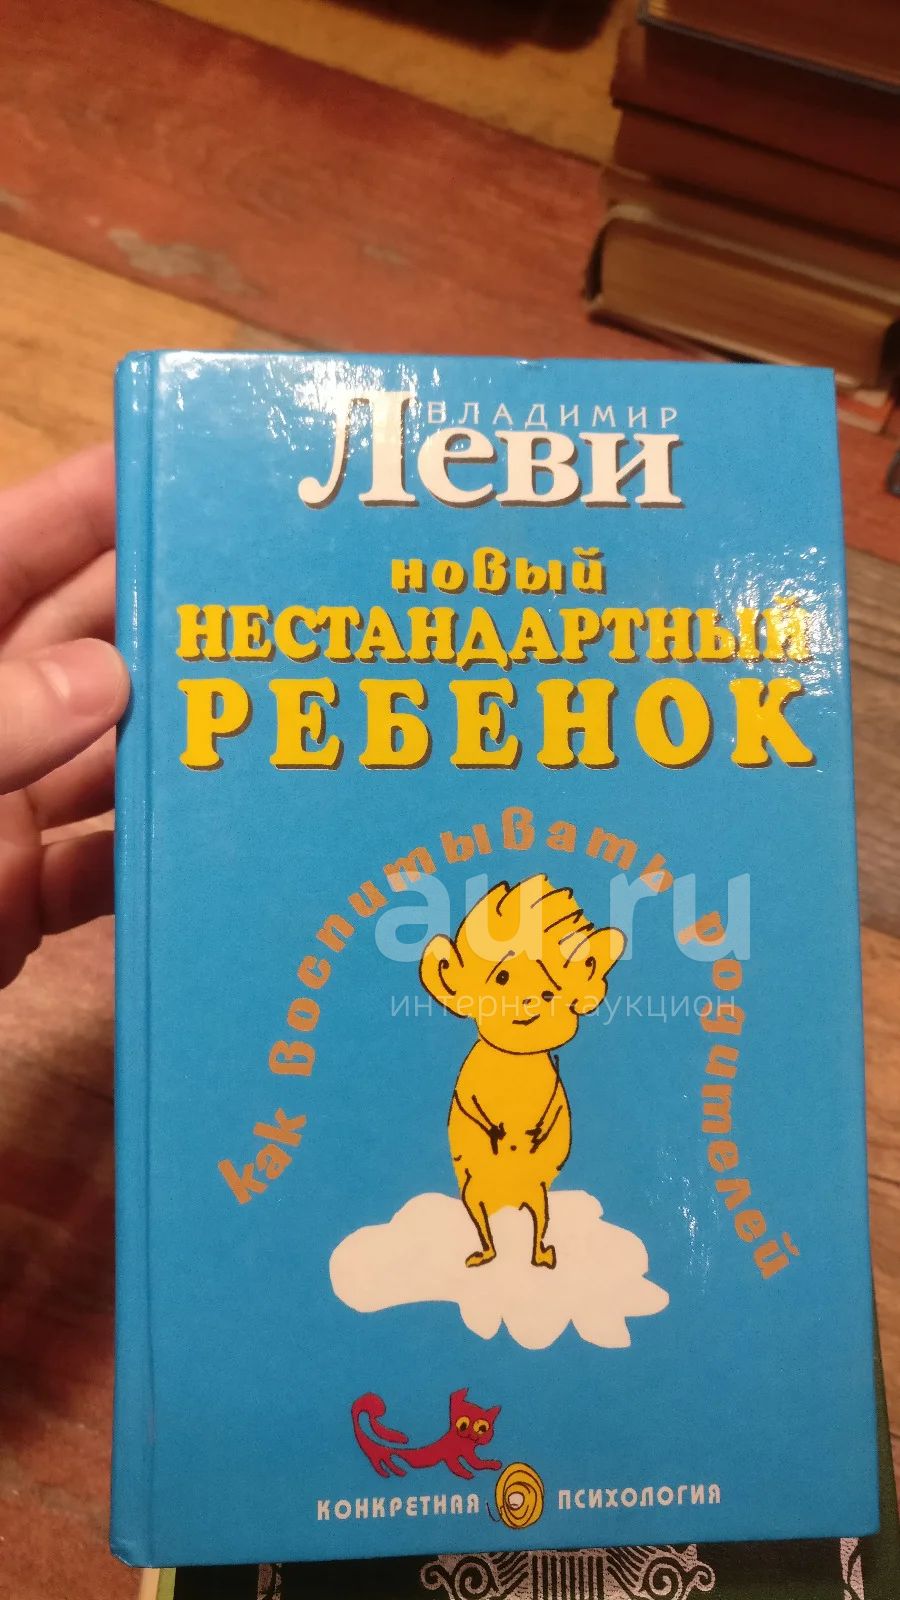 ВЛАДИМИР
Леви
новый
НЕСТАНДАРТНЫЙ
РЕБЕНОК
как воспитывать родителей
au.ru
интернет-аукцион
КОНКРЕТНАЯ ПСИХОЛОГИЯ